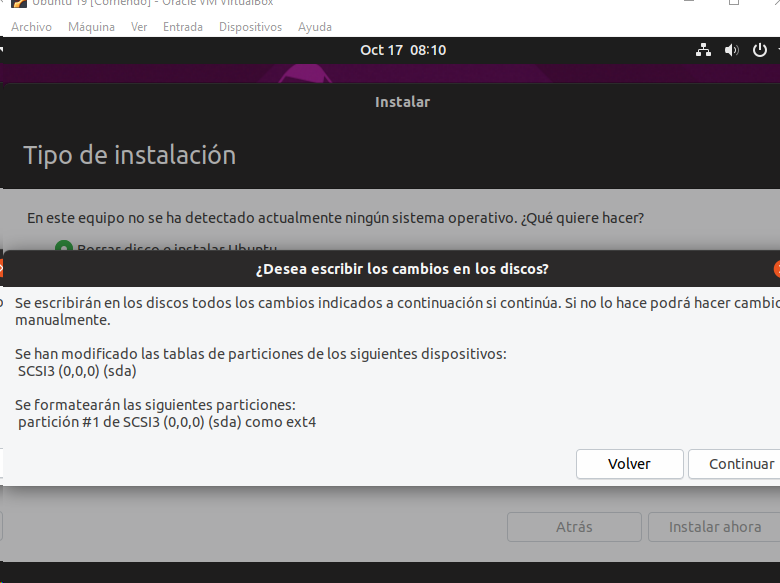 Ubuntu 19 [Corriendo] - Oracle VM VirtualBox
Archivo Máquina Ver Entrada Dispositivos Ayuda
Oct 17 08:10
Instalar
Tipo de instalación
En este equipo no se ha detectado actualmente ningún sistema operativo. ¿Qué quiere hacer?
Borrar disco e instalar Ubuntu
¿Desea escribir los cambios en los discos?
Se escribirán en los discos todos los cambios indicados a continuación si continúa. Si no lo hace podrá hacer cambio
manualmente.
Se han modificado las tablas de particiones de los siguientes dispositivos:
SCSI3 (0,0,0) (sda)
Se formatearán las siguientes particiones:
partición #1 de SCSI3 (0,0,0) (sda) como ext4
Volver Continuar
Atrás Instalar ahora